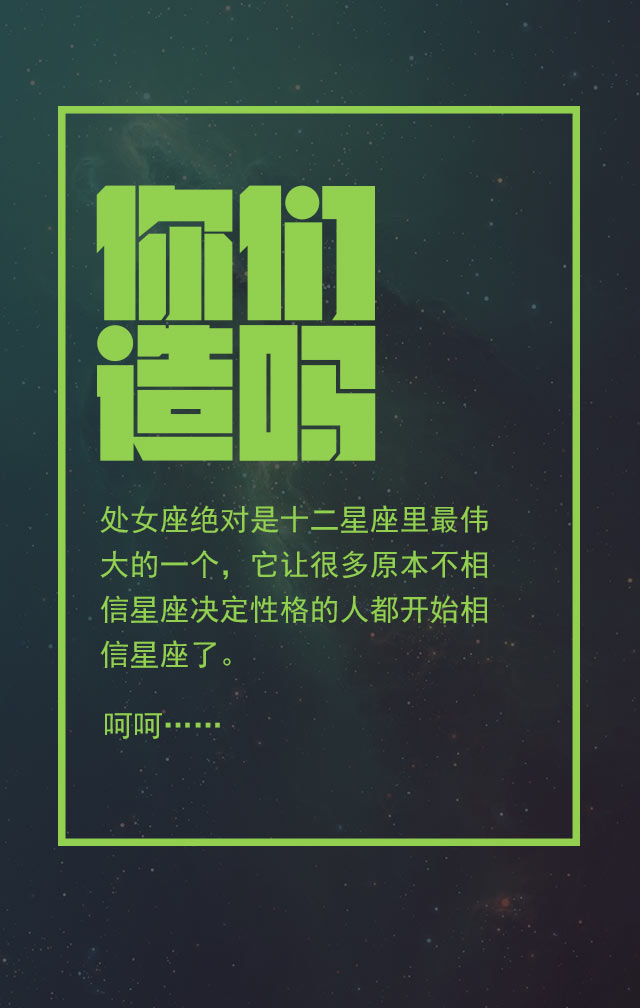 你们
造吗
处女座绝对是十二星座里最伟
大的一个，它让很多原本不相
信星座决定性格的人都开始相
信星座了。
呵呵……